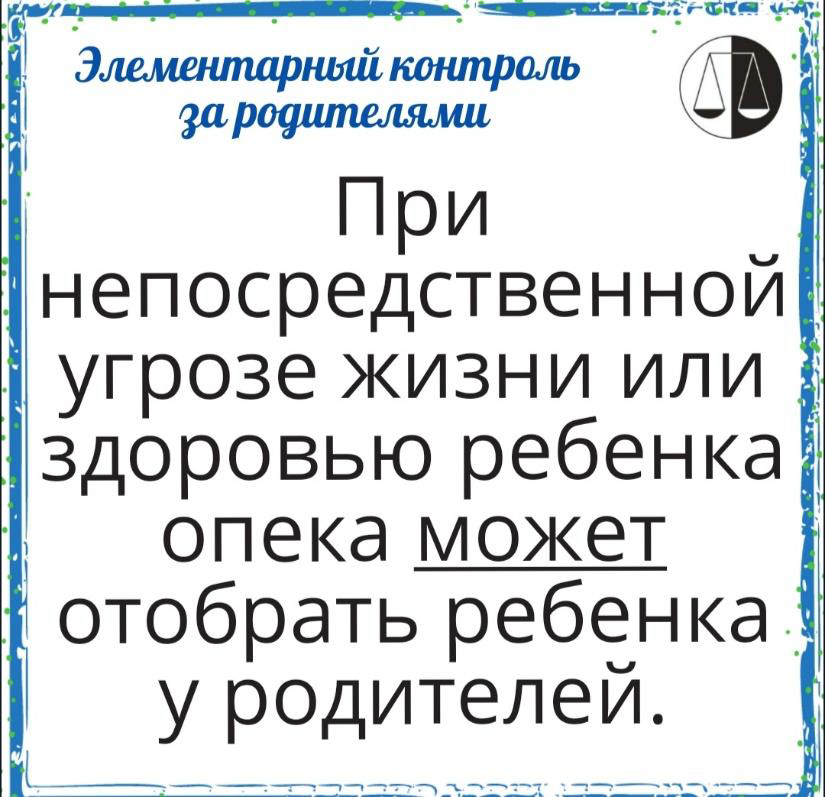 Элементарный контроль
за родителями
При
непосредственной
угрозе жизни или
здоровью ребенка
опека может
отобрать ребенка
у родителей.